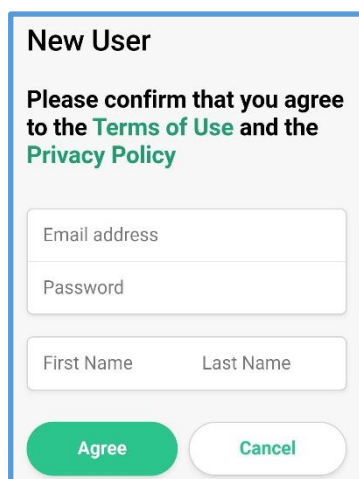 New User
Please confirm that you agree
to the Terms of Use and the
Privacy Policy
Email address
Password
First Name Last Name
Agree Cancel